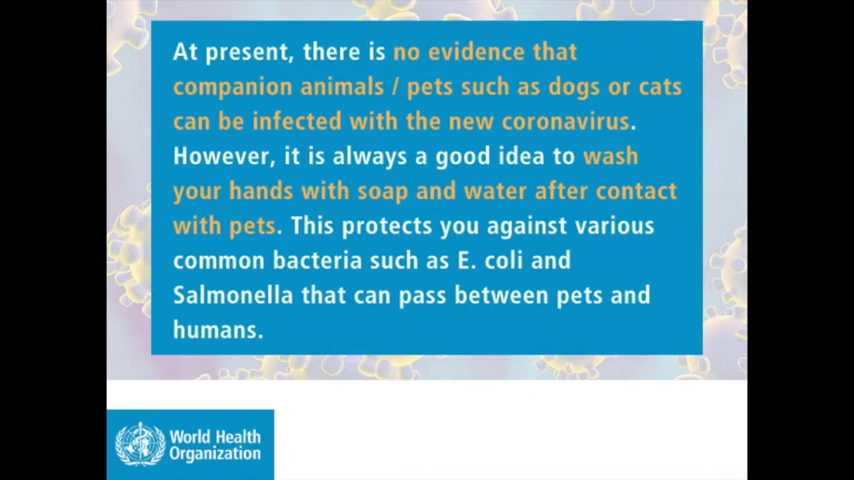 At present, there is no evidence that
companion animals / pets such as dogs or cats
can be infected with the new coronavirus.
However, it is always a good idea to wash
your hands with soap and water after contact
with pets. This protects you against various
common bacteria such as E. coli and
Salmonella that can pass between pets and
humans.
World Health
Organization